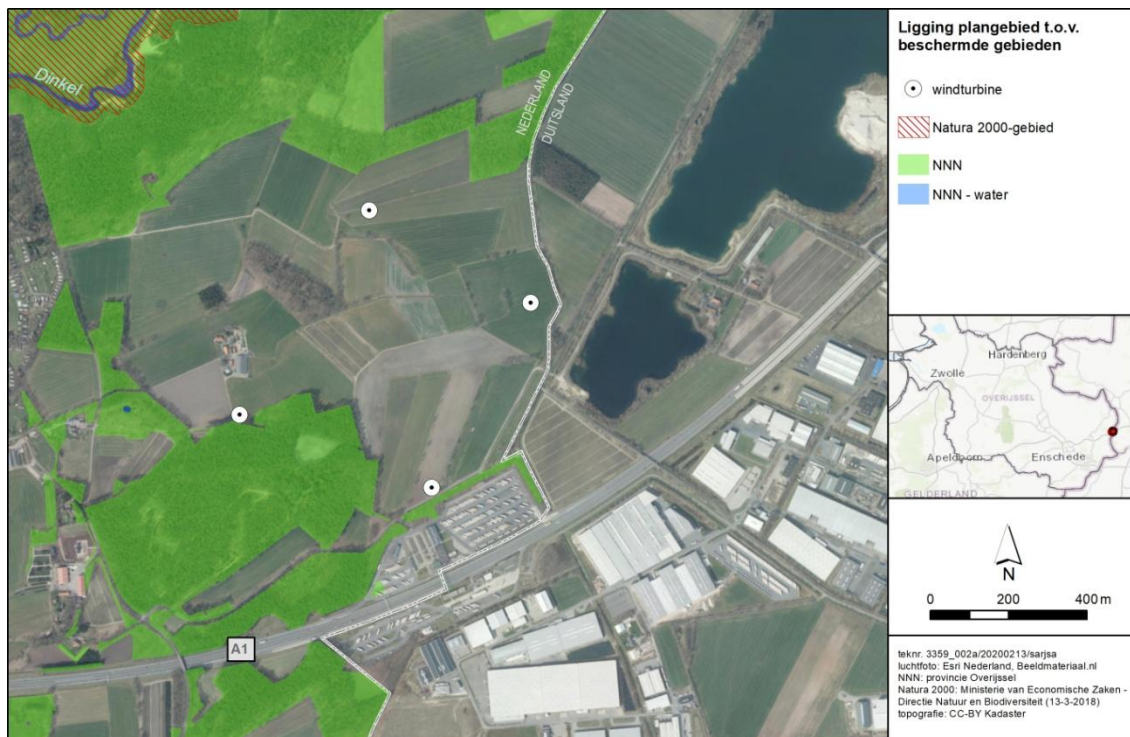 Ligging plangebied t.o.v.
beschermde gebieden
windturbine
Natura 2000-gebied
NNN
NNN - water
Dinkel
NEDERLAND
DUITSLAND
A1
Hardenberg
Zwolle
OVERIJSSEL
Apeldoorn
Enschede
GELDERLAND
N
0 200 400 m
teknr. 3359_002a/20200213/sarjsa
luchtfoto: Esri Nederland, Beeldmateriaal.nl
NNN: provincie Overijssel
Natura 2000: Ministerie van Economische Zaken -
Directie Natuur en Biodiversiteit (13-3-2018)
topografie: CC-BY Kadaster